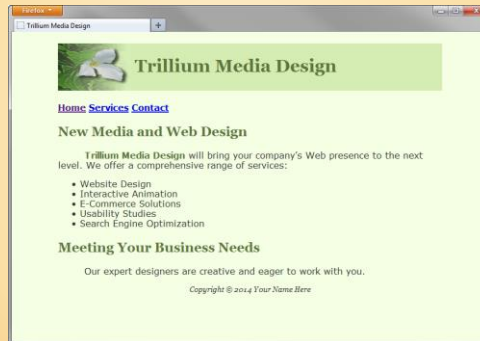 Firefox
Trillium Media Design
Trillium Media Design
Home Services Contact
New Media and Web Design
Trillium Media Design will bring your company's Web presence to the next
level. We offer a comprehensive range of services:
• Website Design
• Interactive Animation
• E-Commerce Solutions
• Usability Studies
• Search Engine Optimization
Meeting Your Business Needs
Our expert designers are creative and eager to work with you.
Copyright © 2014 Your Name Here